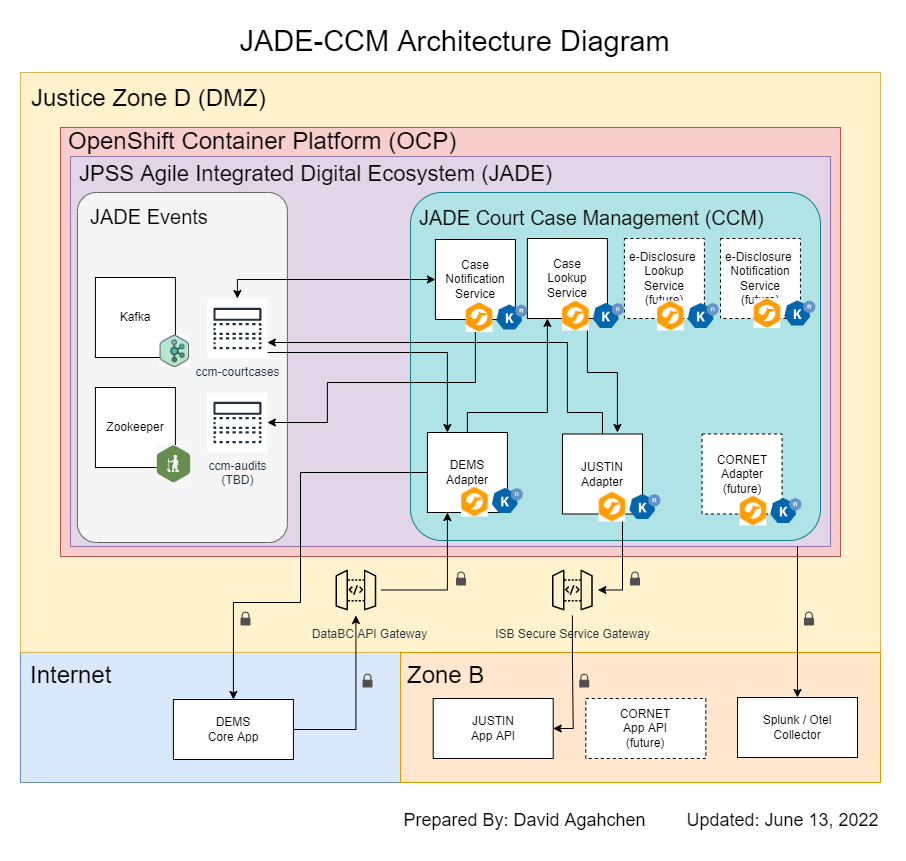 JADE-CCM Architecture Diagram
Justice Zone D (DMZ)
OpenShift Container Platform (OCP)
JPSS Agile Integrated Digital Ecosystem (JADE)
JADE Events
Kafka
ccm-courtcases
Zookeeper
ccm-audits
(TBD)
JADE Court Case Management (CCM)
Case
Notification
Service
K
n
Case
Lookup
Service
K
n
e-Disclosure
Lookup
Service
(future)
K
n
e-Disclosure
Notification
Service
(future)
K
n
DEMS
Adapter
K
n
JUSTIN
Adapter
K
n
CORNET
Adapter
(future)
K
n
</>
DataBC API Gateway
</>
ISB Secure Service Gateway
Internet
DEMS
Core App
Zone B
JUSTIN
App API
CORNET
App API
(future)
Splunk / Otel
Collector
Prepared By: David Agahchen
Updated: June 13, 2022